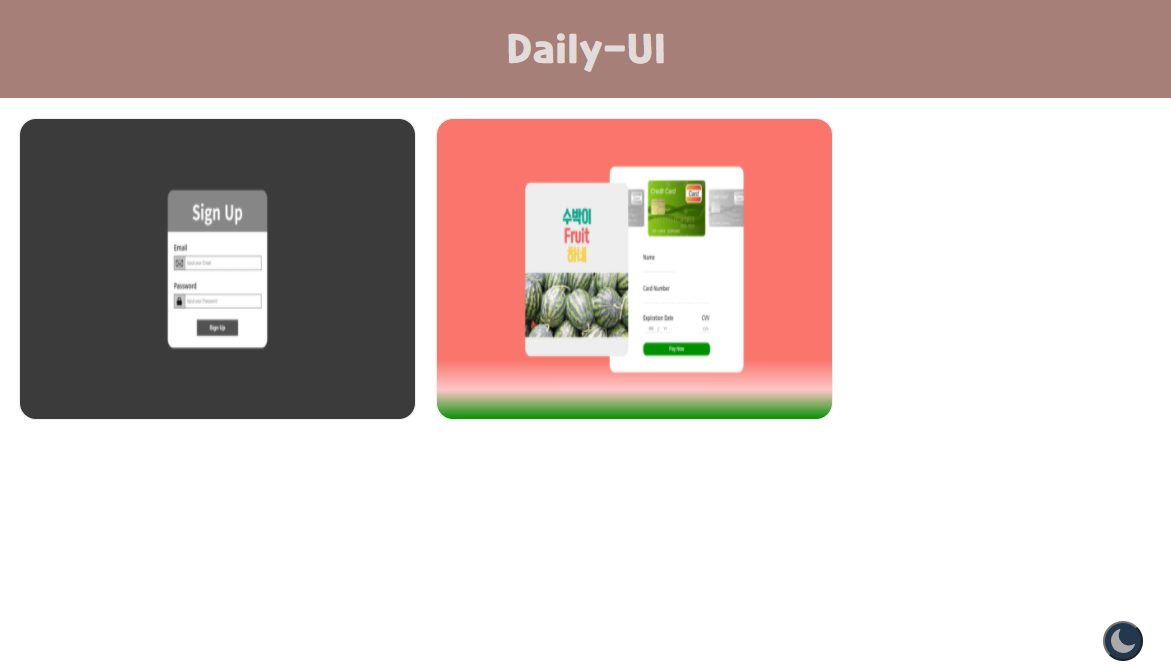 Daily-UI
Sign Up
Email
Input your Email
Password
Input your Password
Sign Up
수박이
Fruit
하네
Credit Card
Card
Name
Card Number
Expiration Date
CVV
Pay Now